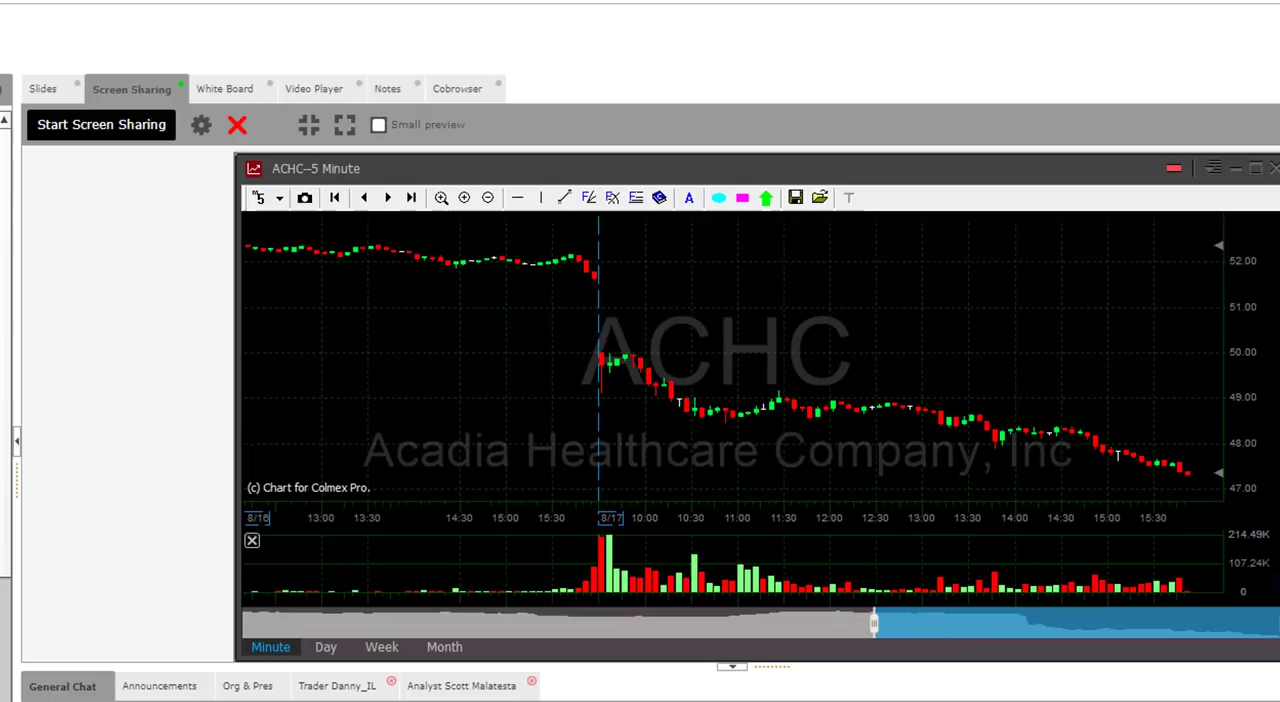 Slides Screen Sharing White Board Video Player Notes Cobrowser
Start Screen Sharing Small preview
ACHC--5 Minute
5 A T
52.00
51.00
ACHC
50.00
49.00
Acadia Healthcare Company, Inc
48.00
(c) Chart for Colmex Pro.
47.00
8/16 13:00 13:30 14:30 15:00 15:30 8/17 10:00 10:30 11:00 11:30 12:00 12:30 13:00 13:30 14:00 14:30 15:00 15:30
214.49K
107.24K
0
Minute Day Week Month
General Chat Announcements Org & Pres Trader Danny_IL Analyst Scott Malatesta